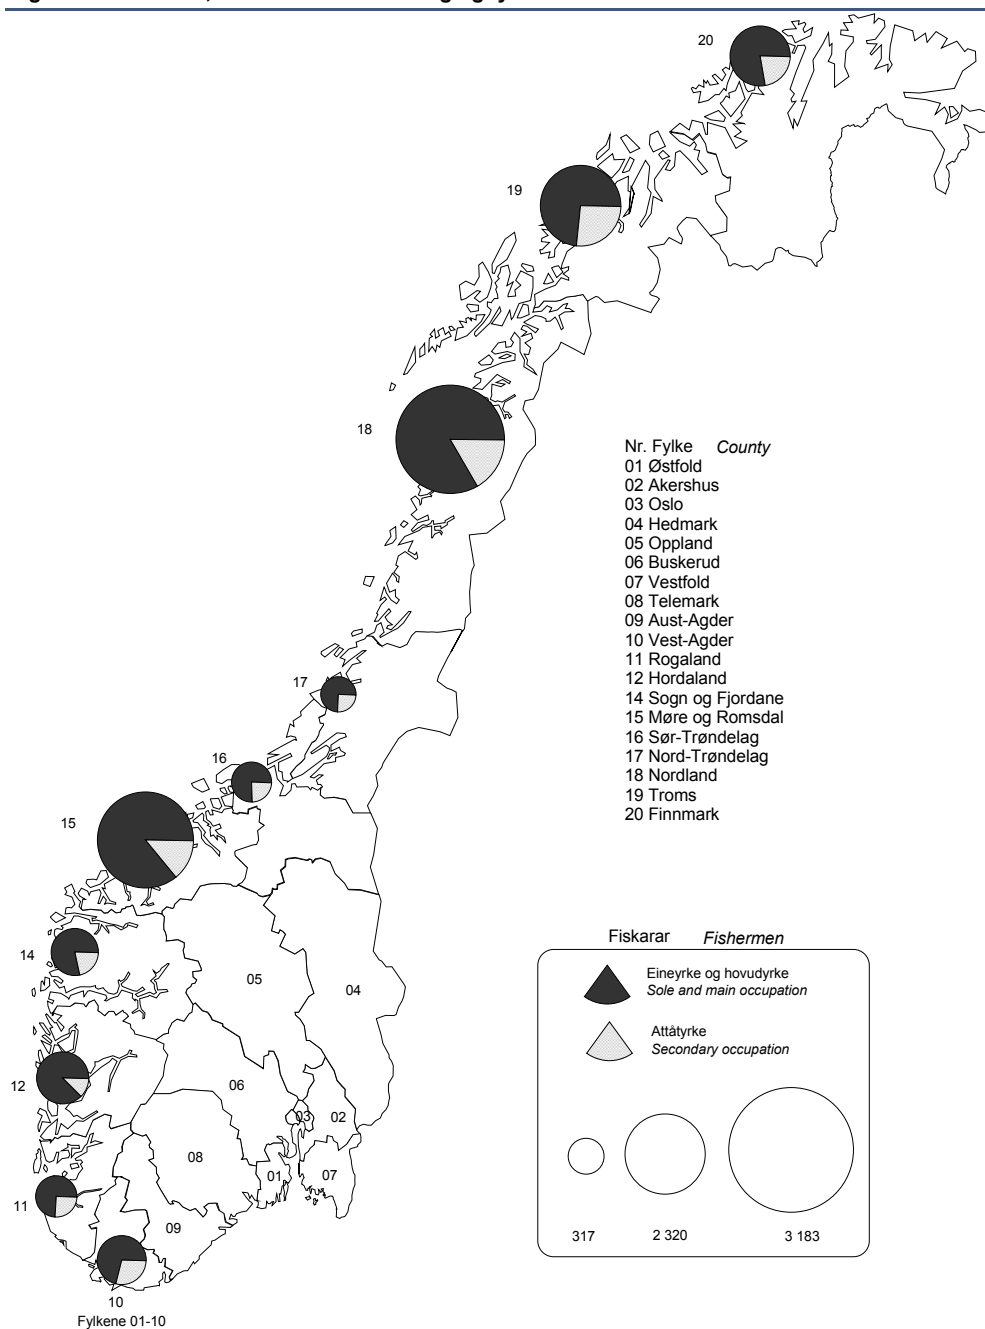 20
19
18
Nr. Fylke County
01 Østfold
02 Akershus
03 Oslo
04 Hedmark
05 Oppland
06 Buskerud
07 Vestfold
08 Telemark
09 Aust-Agder
10 Vest-Agder
11 Rogaland
12 Hordaland
14 Sogn og Fjordane
15 Møre og Romsdal
16 Sør-Trøndelag
17 Nord-Trøndelag
18 Nordland
19 Troms
20 Finnmark
17
16
15
14
05
04
12
06
03
02
08
01
07
11
09
10
Fylkene 01-10
Fiskarar Fishermen
Eineyrke og hovudyrke
Sole and main occupation
Attåtyrke
Secondary occupation
317
2 320
3 183